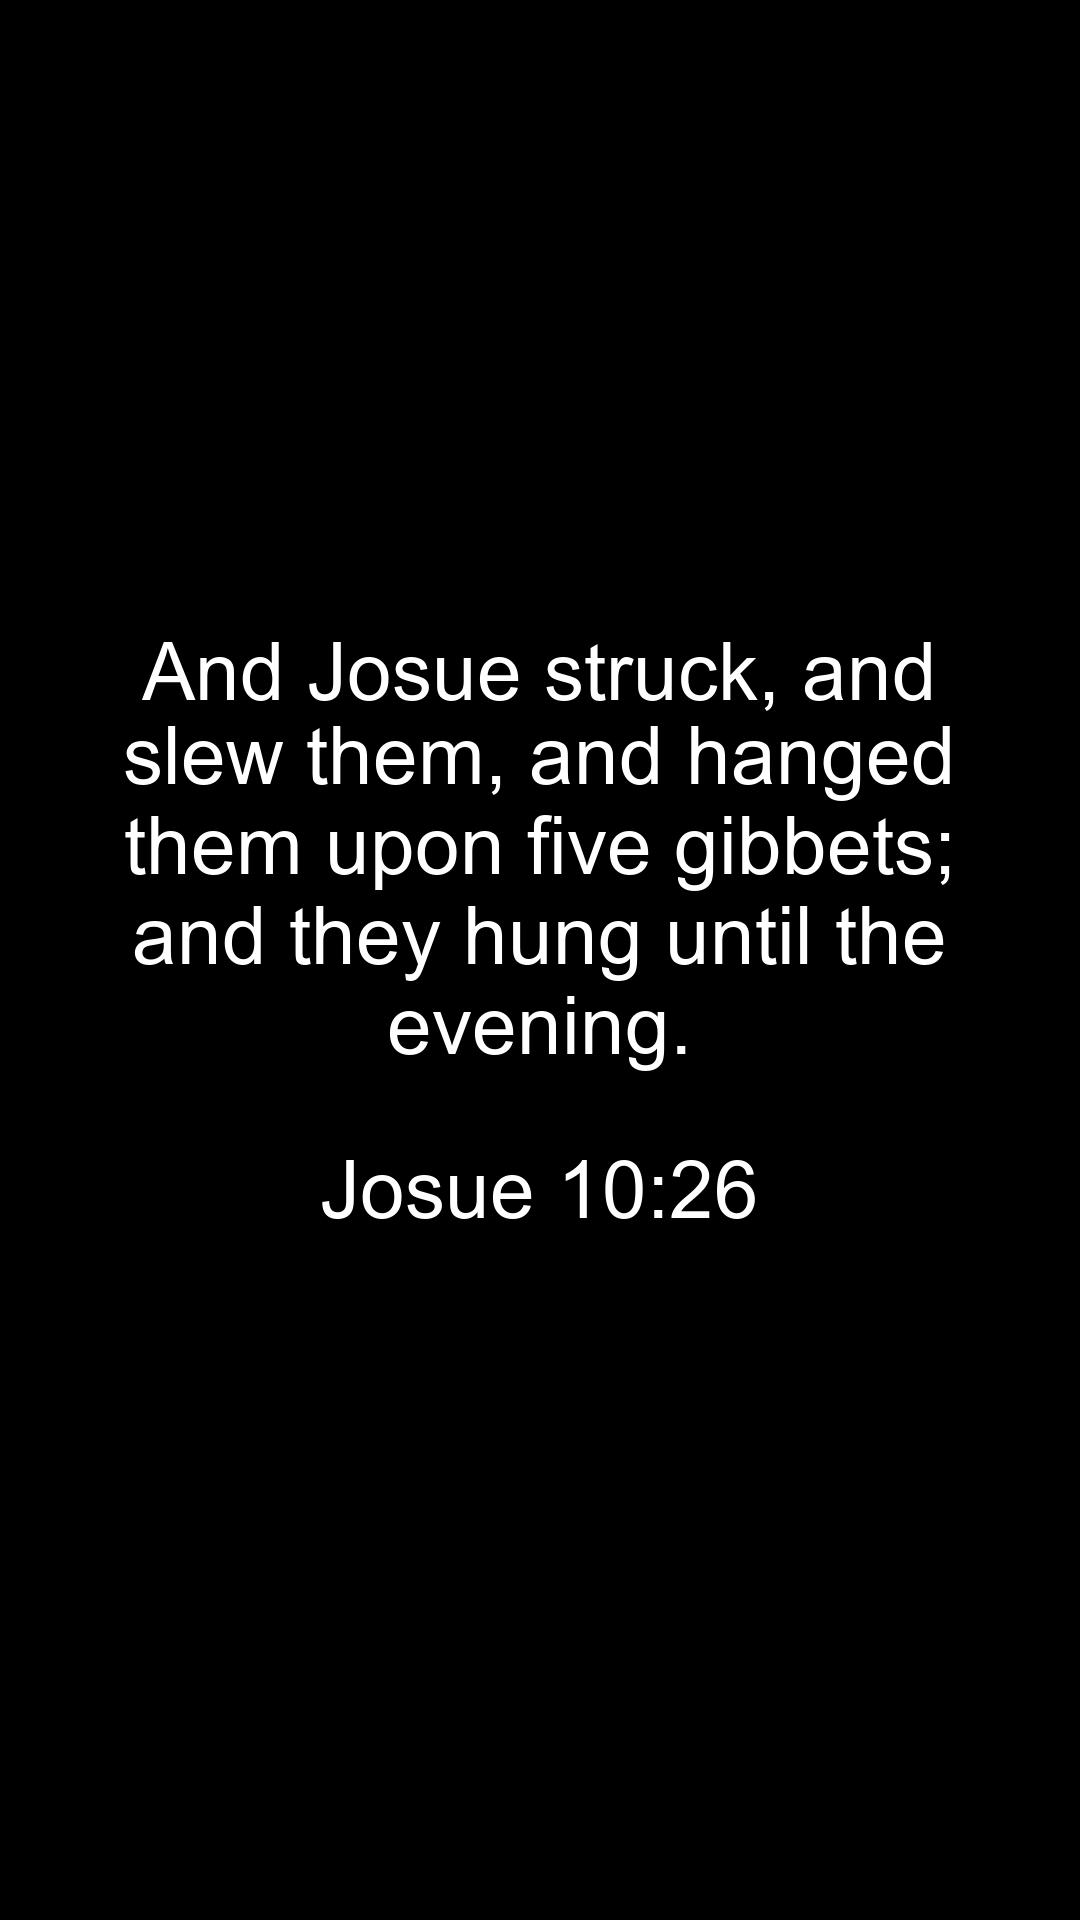 And Josue struck, and
slew them, and hanged
them upon five gibbets;
and they hung until the
evening.
Josue 10:26